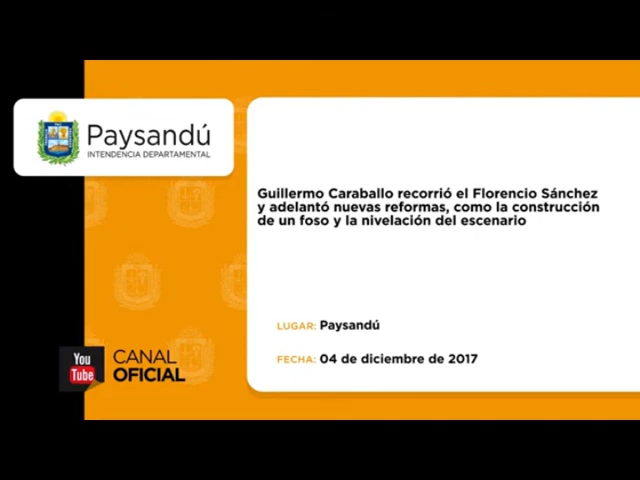 Paysandú
INTENDENCIA DEPARTAMENTAL
Guillermo Caraballo recorrió el Florencio Sánchez
y adelantó nuevas reformas, como la construcción
de un foso y la nivelación del escenario
LUGAR: Paysandú
FECHA: 04 de diciembre de 2017
You
Tube
CANAL
OFICIAL